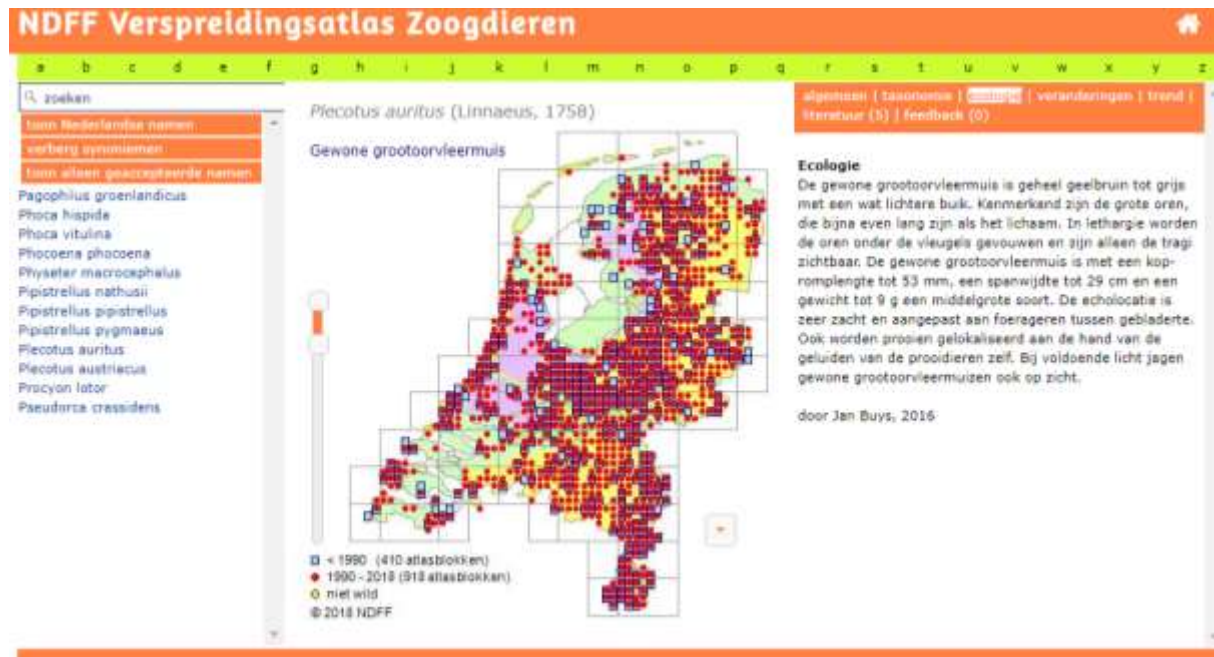 NDFF Verspreidingsatlas Zoogdieren
a b c d e f g h i j k l m n o p q r s t u v w x y z
zoeken
toon Nederlandse namen
verberg synoniemen
toon alleen geaccepteerde namen
Pagophilus groenlandicus
Phoca hispida
Phoca vitulina
Phocoena phocoena
Physeter macrocephalus
Pipistrellus nathusii
Pipistrellus pipistrellus
Pipistrellus pygmaeus
Plecotus auritus
Plecotus austriacus
Procyon lotor
Pseudorca crassidens
Plecotus auritus (Linnaeus, 1758)
Gewone grootoorvleermuis
< 1990 (410 atlasblokken)
1990 - 2018 (918 atlasblokken)
niet wild
© 2018 NDFF
algemeen | taxonomie | ecologie | veranderingen | trend |
literatuur (5) | feedback (0)
Ecologie
De gewone grootoorvleermuis is geheel geelbruin tot grijs
met een wat lichtere buik. Kenmerkend zijn de grote oren,
die bijna even lang zijn als het lichaam. In lethargie worden
de oren onder de vleugels gevouwen en zijn alleen de tragi
zichtbaar. De gewone grootoorvleermuis is met een kop-
romplengte tot 53 mm, een spanwijdte tot 29 cm en een
gewicht tot 9 g een middelgrote soort. De echolocatie is
zeer zacht en aangepast aan foerageren tussen gebladerte.
Ook worden prooien gelokaliseerd aan de hand van de
geluiden van de prooidieren zelf. Bij voldoende licht jagen
gewone grootoorvleermuizen ook op zicht.
door Jan Buys, 2016